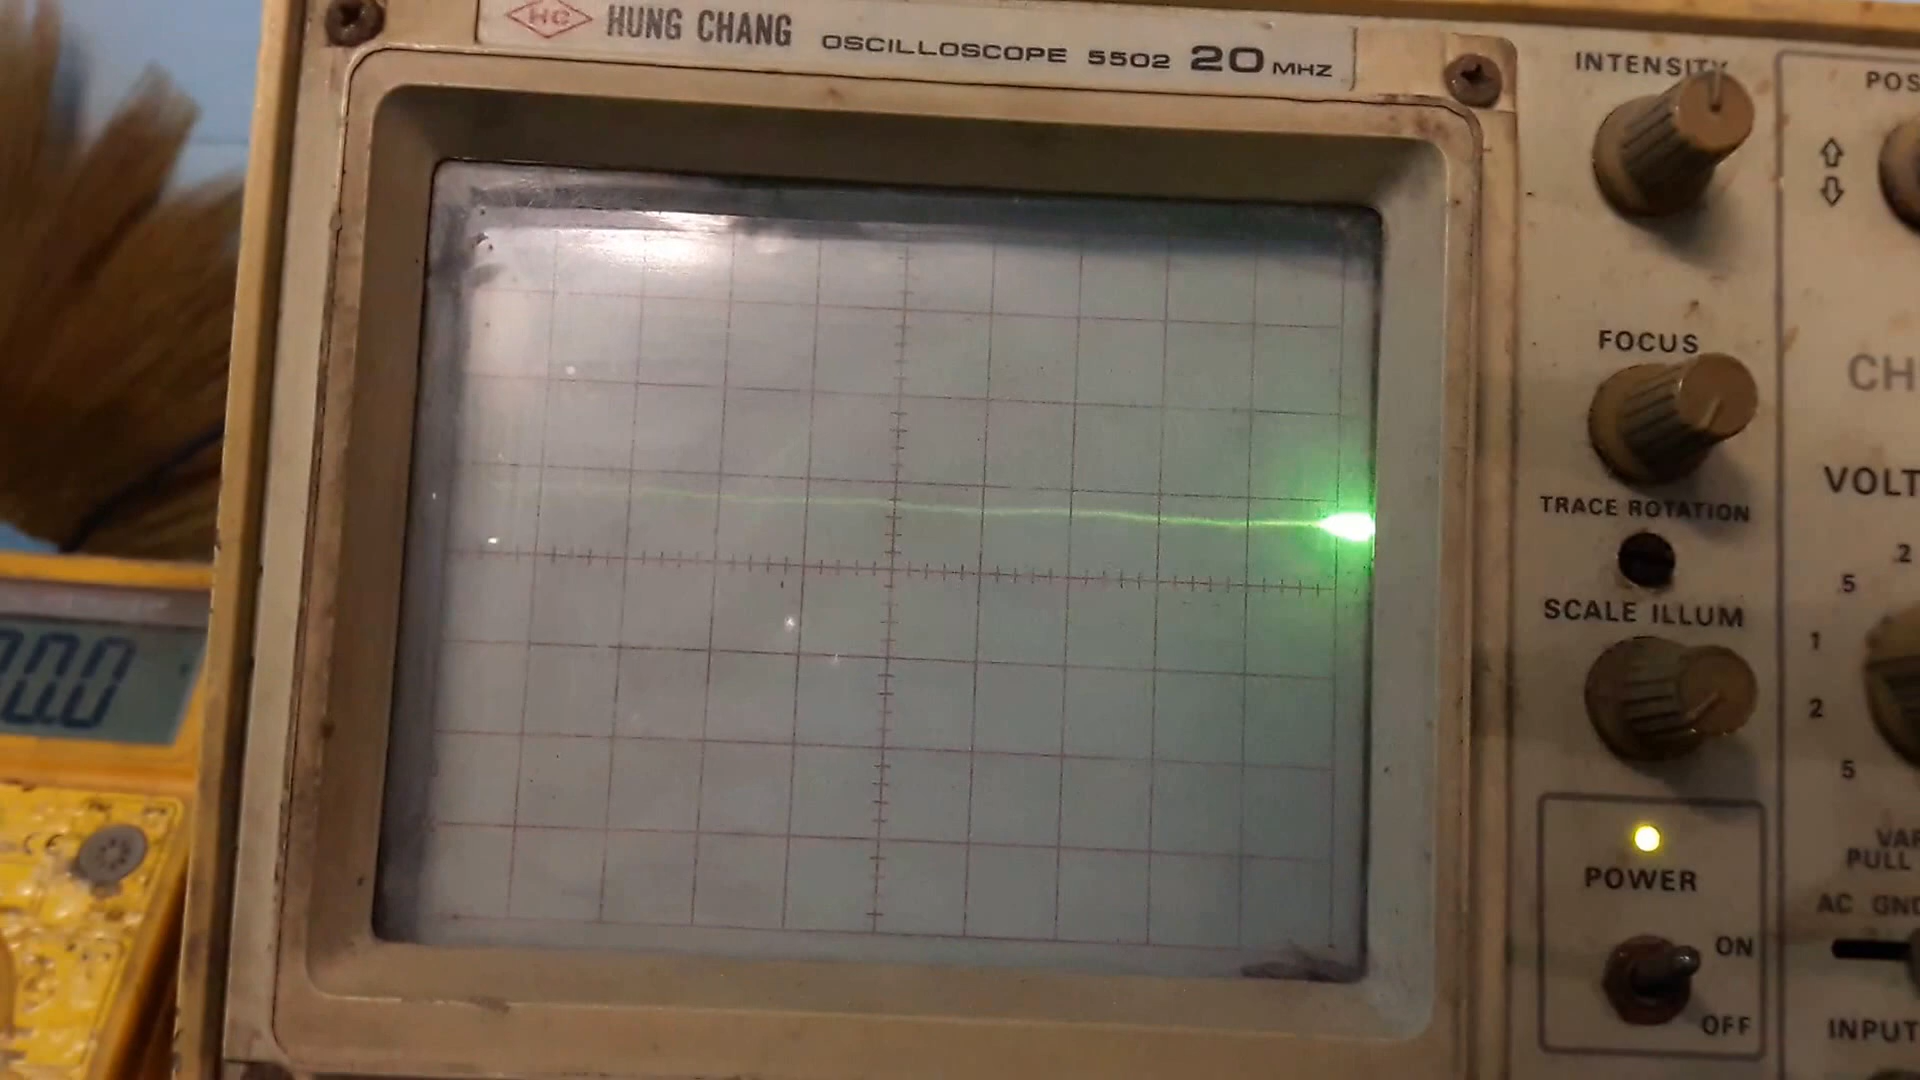 HC HUNG CHANG OSCILLOSCOPE 5502 20 MHZ
INTENSITY
POS
FOCUS
CH
VOLT
TRACE ROTATION
.2
.5
SCALE ILLUM
1
2
5
00.0
VAR
PULL
POWER
AC GND
ON
OFF
INPUT